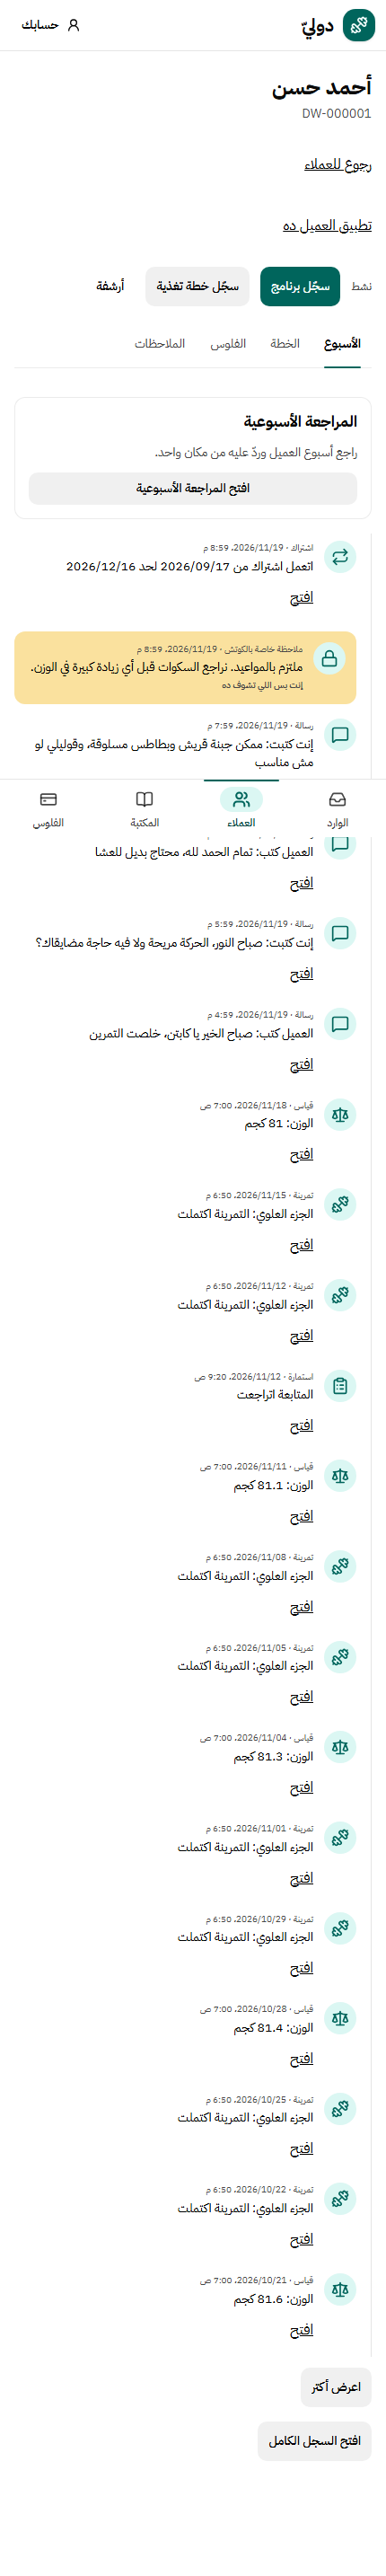 دوليّ
حسابك
أحمد حسن
DW-000001
رجوع للعملاء
تطبيق العميل ده
نشط
سجّل برنامج
سجّل خطة تغذية
أرشفة
الأسبوع
الخطة
الفلوس
الملاحظات
المراجعة الأسبوعية
راجع أسبوع العميل وردّ عليه من مكان واحد.
افتح المراجعة الأسبوعية
اشتراك · 2026/11/19، 8:59 م
اتعمل اشتراك من 2026/09/17 لحد 2026/12/16
افتح
ملاحظة خاصة بالكوتش · 2026/11/19، 8:59 م
ملتزم بالمواعيد. نراجع السكوات قبل أي زيادة كبيرة في الوزن.
إنت بس اللي تشوف ده
رسالة · 2026/11/19، 7:59 م
إنت كتبت: ممكن جبنة قريش وبطاطس مسلوقة، وقوليلي لو
مش مناسب
الوارد
العملاء
المكتبة
الفلوس
العميل كتب: تمام الحمد لله، محتاج بديل للعشا
افتح
رسالة · 2026/11/19، 5:59 م
إنت كتبت: صباح النور، الحركة مريحة ولا فيه حاجة مضايقاك؟
افتح
رسالة · 2026/11/19، 4:59 م
العميل كتب: صباح الخير يا كابتن، خلصت التمرين
افتح
قياس · 2026/11/18، 7:00 ص
الوزن: 81 كجم
افتح
تمرينة · 2026/11/15، 6:50 م
الجزء العلوي: التمرينة اكتملت
افتح
تمرينة · 2026/11/12، 6:50 م
الجزء العلوي: التمرينة اكتملت
افتح
استمارة · 2026/11/12، 9:20 ص
المتابعة اتراجعت
افتح
قياس · 2026/11/11، 7:00 ص
الوزن: 81.1 كجم
افتح
تمرينة · 2026/11/08، 6:50 م
الجزء العلوي: التمرينة اكتملت
افتح
تمرينة · 2026/11/05، 6:50 م
الجزء العلوي: التمرينة اكتملت
افتح
قياس · 2026/11/04، 7:00 ص
الوزن: 81.3 كجم
افتح
تمرينة · 2026/11/01، 6:50 م
الجزء العلوي: التمرينة اكتملت
افتح
تمرينة · 2026/10/29، 6:50 م
الجزء العلوي: التمرينة اكتملت
افتح
قياس · 2026/10/28، 7:00 ص
الوزن: 81.4 كجم
افتح
تمرينة · 2026/10/25، 6:50 م
الجزء العلوي: التمرينة اكتملت
افتح
تمرينة · 2026/10/22، 6:50 م
الجزء العلوي: التمرينة اكتملت
افتح
قياس · 2026/10/21، 7:00 ص
الوزن: 81.6 كجم
افتح
اعرض أكتر
افتح السجل الكامل